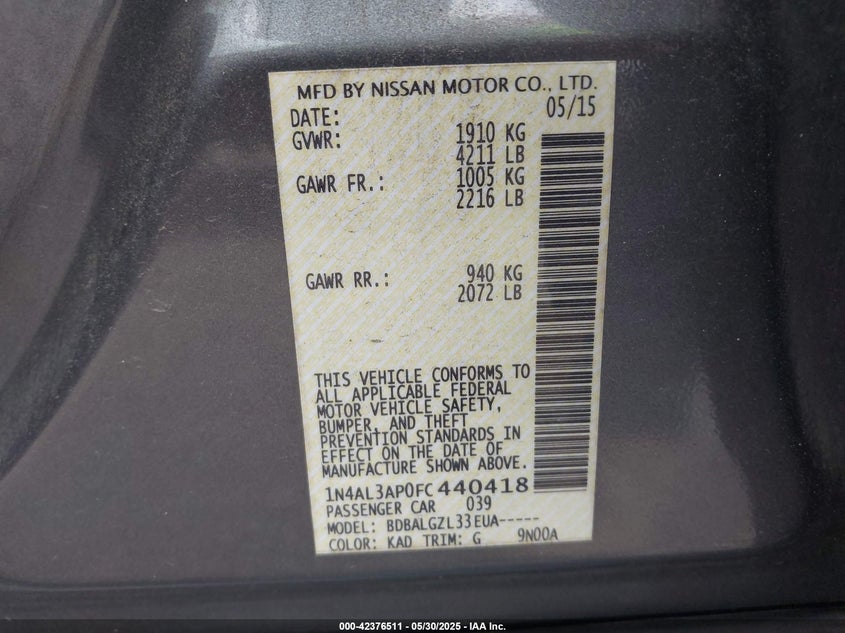 MFD BY NISSAN MOTOR CO., LTD.
DATE: 05/15
GVWR: 1910 KG
4211 LB
GAWR FR.: 1005 KG
2216 LB
GAWR RR.: 940 KG
2072 LB
THIS VEHICLE CONFORMS TO
ALL APPLICABLE FEDERAL
MOTOR VEHICLE SAFETY,
BUMPER, AND THEFT
PREVENTION STANDARDS IN
EFFECT ON THE DATE OF
MANUFACTURE SHOWN ABOVE.
1N4AL3AP0FC440418
PASSENGER CAR 039
MODEL: BDBALGZL33EUA-----
COLOR: KAD TRIM: G 9N00A
000-42376511 — 05/30/2025 — IAA Inc.